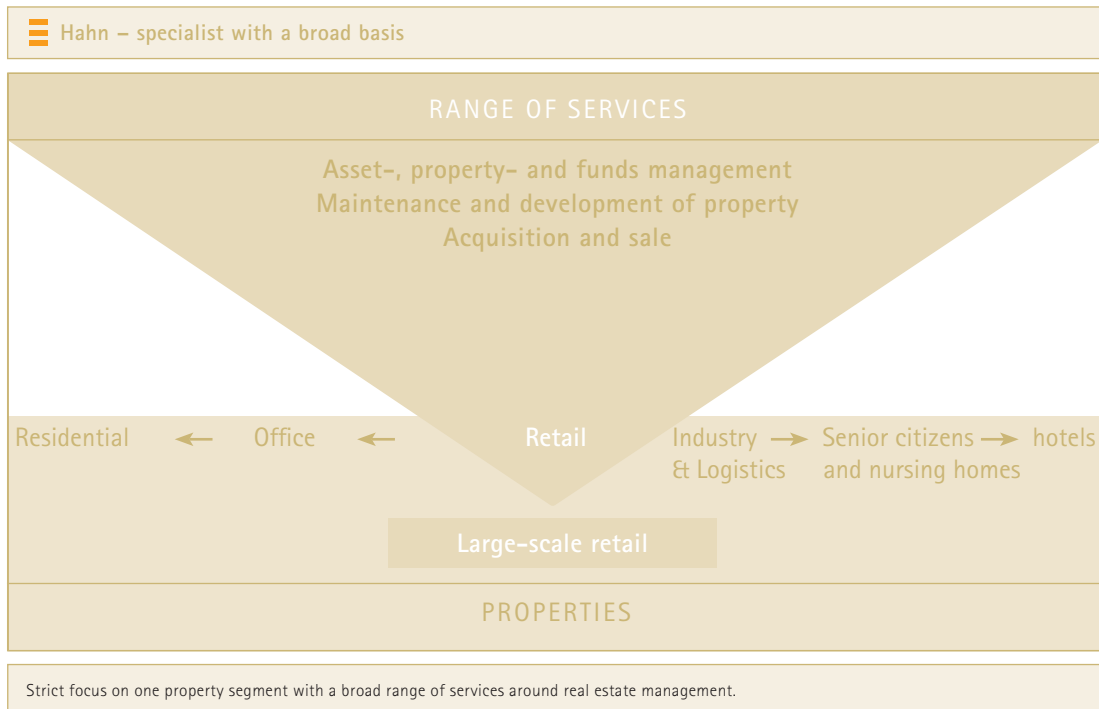 Hahn – specialist with a broad basis
RANGE OF SERVICES
Asset-, property- and funds management
Maintenance and development of property
Acquisition and sale
Residential ← Office ← Retail Industry → Senior citizens → hotels
& Logistics and nursing homes
Large-scale retail
PROPERTIES
Strict focus on one property segment with a broad range of services around real estate management.